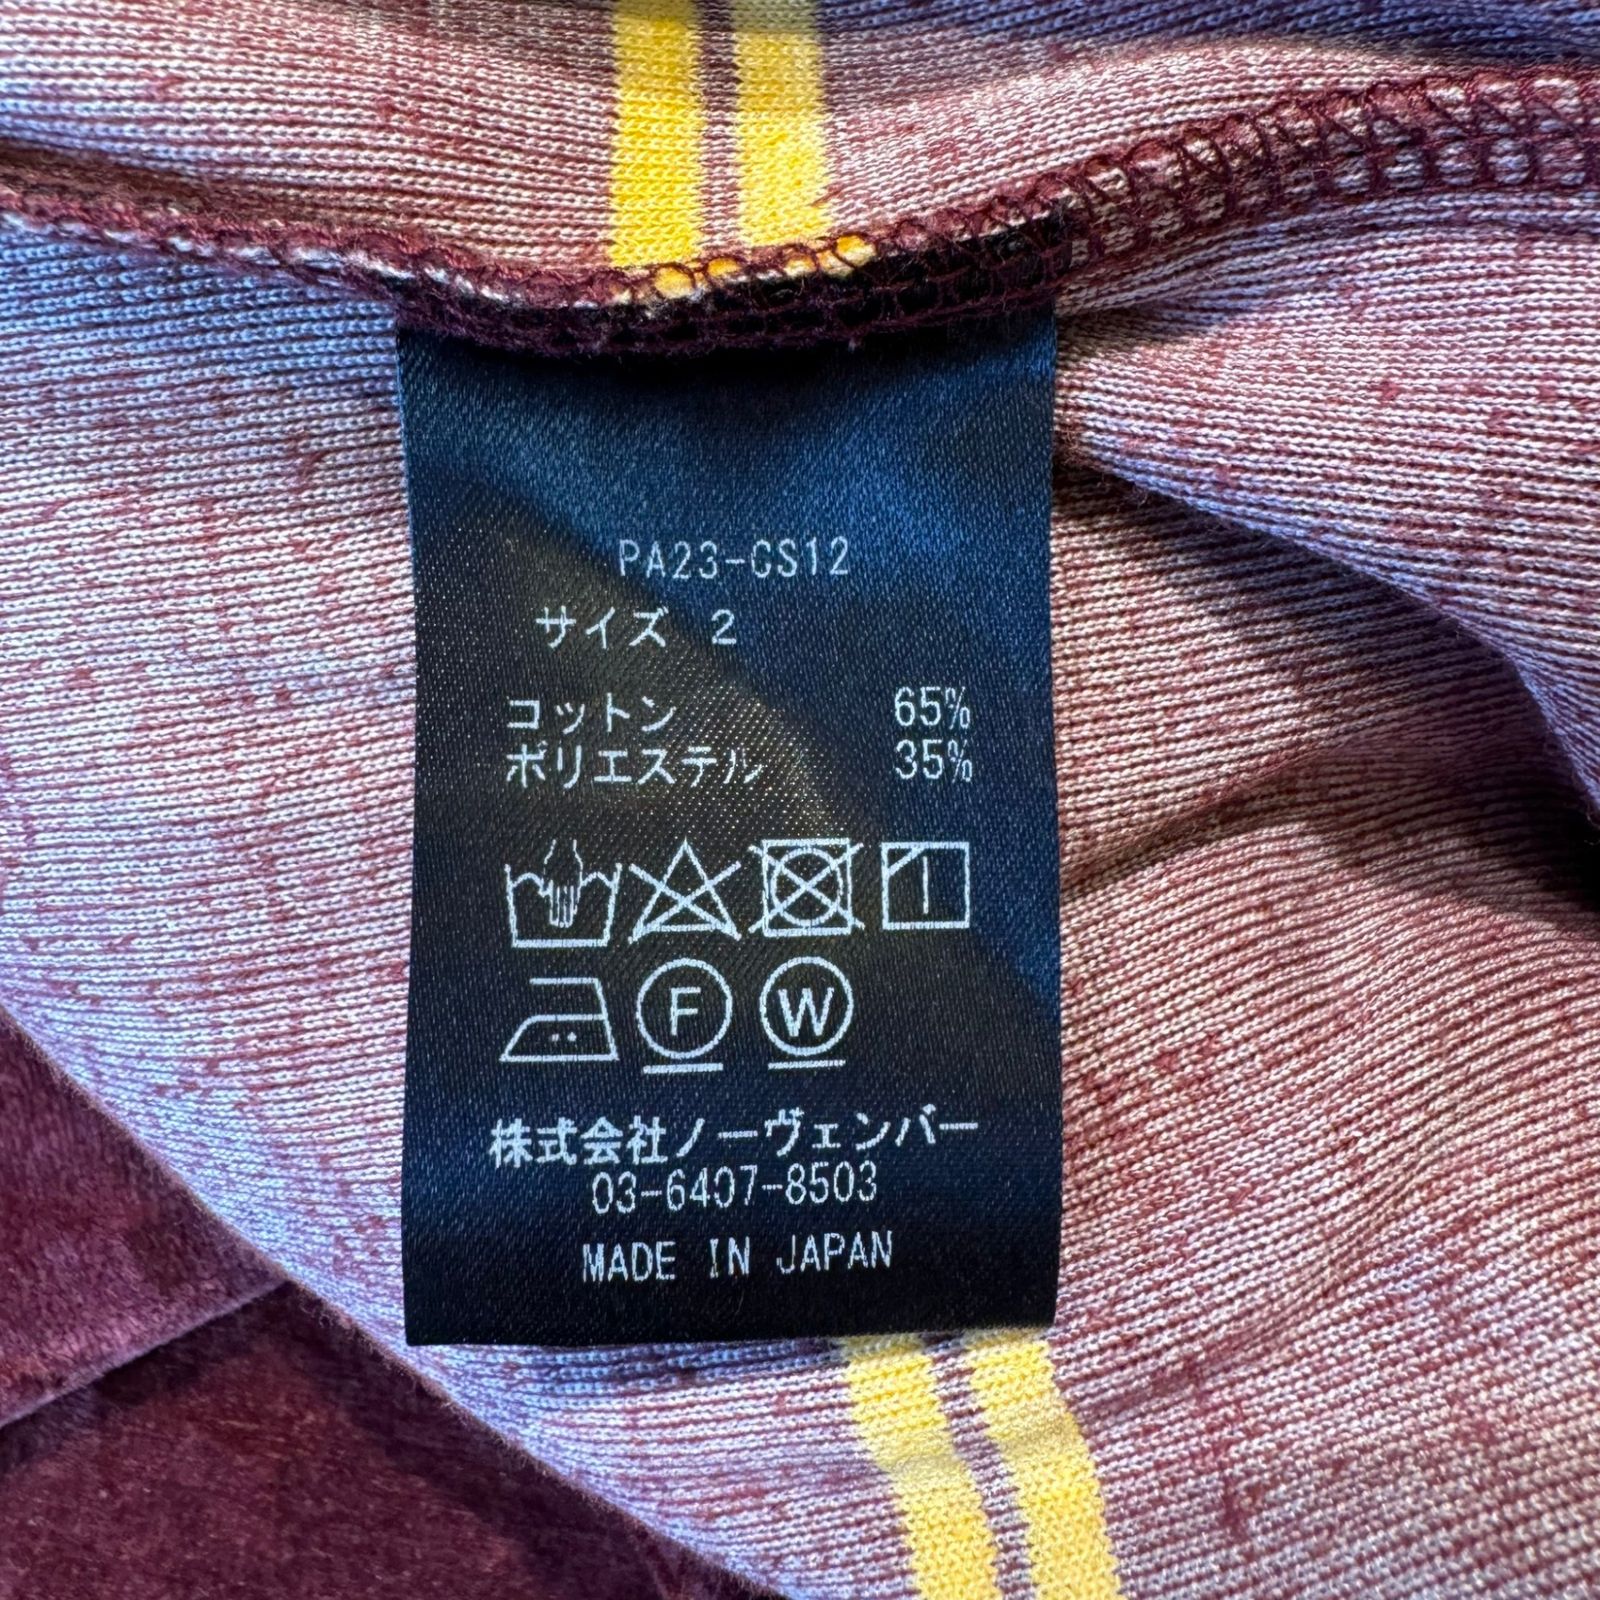 PA23-CS12
サイズ 2
コットン 65%
ポリエステル 35%
F W
株式会社ノーヴェンバー
03-6407-8503
MADE IN JAPAN